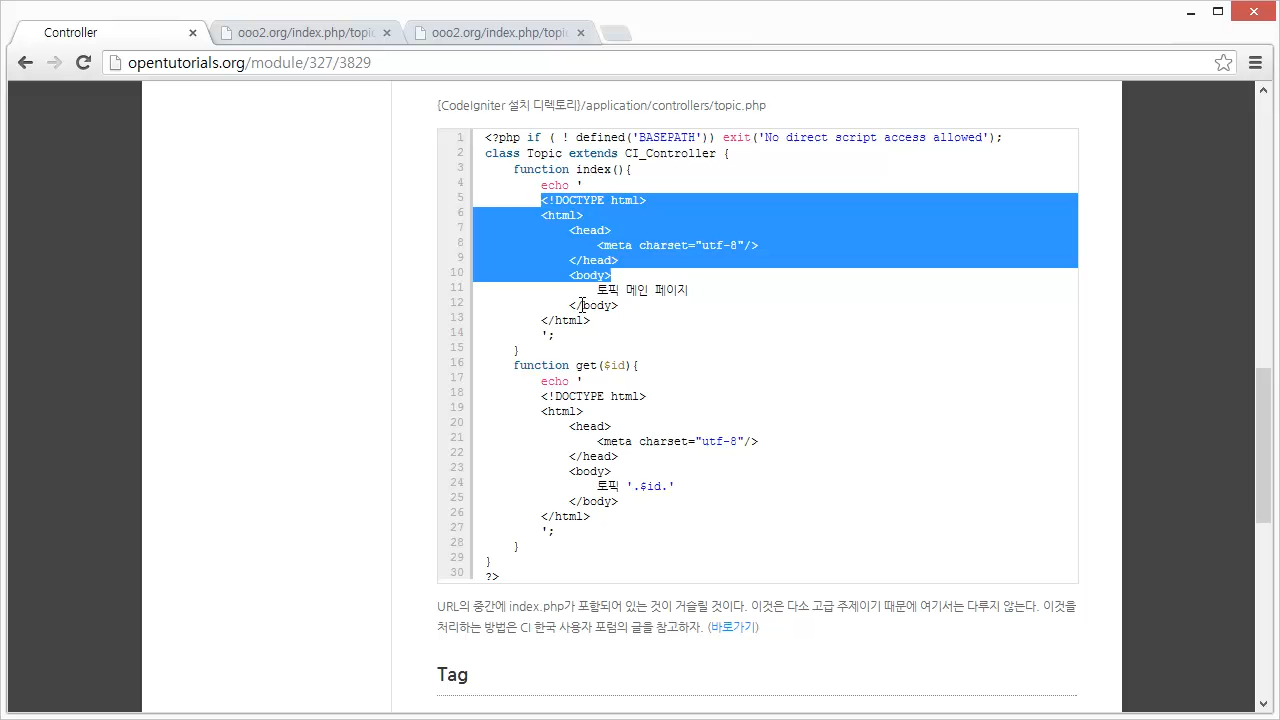 Controller
ooo2.org/index.php/topic
ooo2.org/index.php/topic
opentutorials.org/module/327/3829
{CodeIgniter 설치 디렉토리}/application/controllers/topic.php
1 <?php if ( ! defined('BASEPATH')) exit('No direct script access allowed');
2 class Topic extends CI_Controller {
3 function index(){
4 echo '
5 <!DOCTYPE html>
6 <html>
7 <head>
8 <meta charset="utf-8"/>
9 </head>
10 <body>
11 토픽 메인 페이지
12 </body>
13 </html>
14 ';
15 }
16 function get($id){
17 echo '
18 <!DOCTYPE html>
19 <html>
20 <head>
21 <meta charset="utf-8"/>
22 </head>
23 <body>
24 토픽 '.$id.'
25 </body>
26 </html>
27 ';
28 }
29 }
30 ?>
URL의 중간에 index.php가 포함되어 있는 것이 거슬릴 것이다. 이것은 다소 고급 주제이기 때문에 여기서는 다루지 않는다. 이것을
처리하는 방법은 CI 한국 사용자 포럼의 글을 참고하자. (바로가기)
Tag